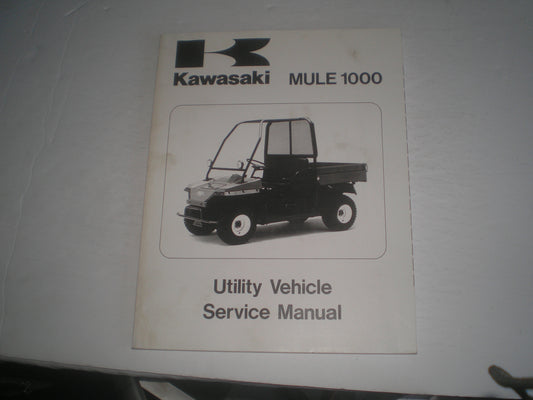 Kawasaki MULE 1000
Utility Vehicle
Service Manual